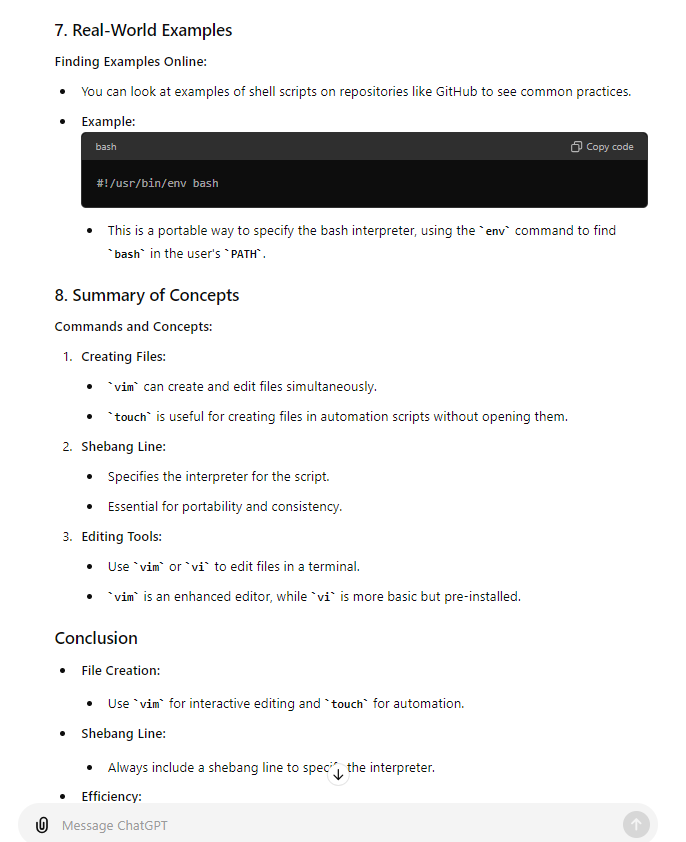 7. Real-World Examples
Finding Examples Online:
• You can look at examples of shell scripts on repositories like GitHub to see common practices.
• Example:
bash Copy code
#!/usr/bin/env bash
• This is a portable way to specify the bash interpreter, using the `env` command to find
`bash` in the user's `PATH`.
8. Summary of Concepts
Commands and Concepts:
1. Creating Files:
• `vim` can create and edit files simultaneously.
• `touch` is useful for creating files in automation scripts without opening them.
2. Shebang Line:
• Specifies the interpreter for the script.
• Essential for portability and consistency.
3. Editing Tools:
• Use `vim` or `vi` to edit files in a terminal.
• `vim` is an enhanced editor, while `vi` is more basic but pre-installed.
Conclusion
• File Creation:
• Use `vim` for interactive editing and `touch` for automation.
• Shebang Line:
• Always include a shebang line to specify the interpreter.
• Efficiency:
Message ChatGPT